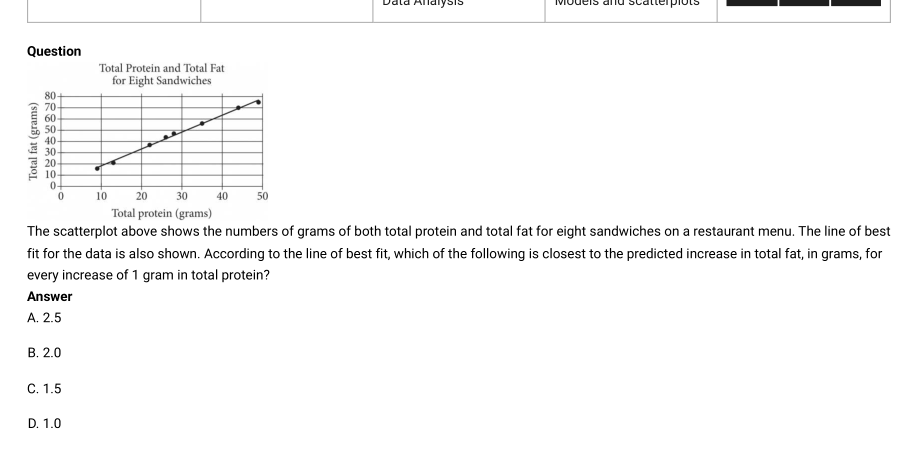 Data Analysis
Models and scatterplots
Question
Total Protein and Total Fat
for Eight Sandwiches
Total fat (grams)
80
70
60
50
40
30
20
10
0
0 10 20 30 40 50
Total protein (grams)
The scatterplot above shows the numbers of grams of both total protein and total fat for eight sandwiches on a restaurant menu. The line of best
fit for the data is also shown. According to the line of best fit, which of the following is closest to the predicted increase in total fat, in grams, for
every increase of 1 gram in total protein?
Answer
A. 2.5
B. 2.0
C. 1.5
D. 1.0